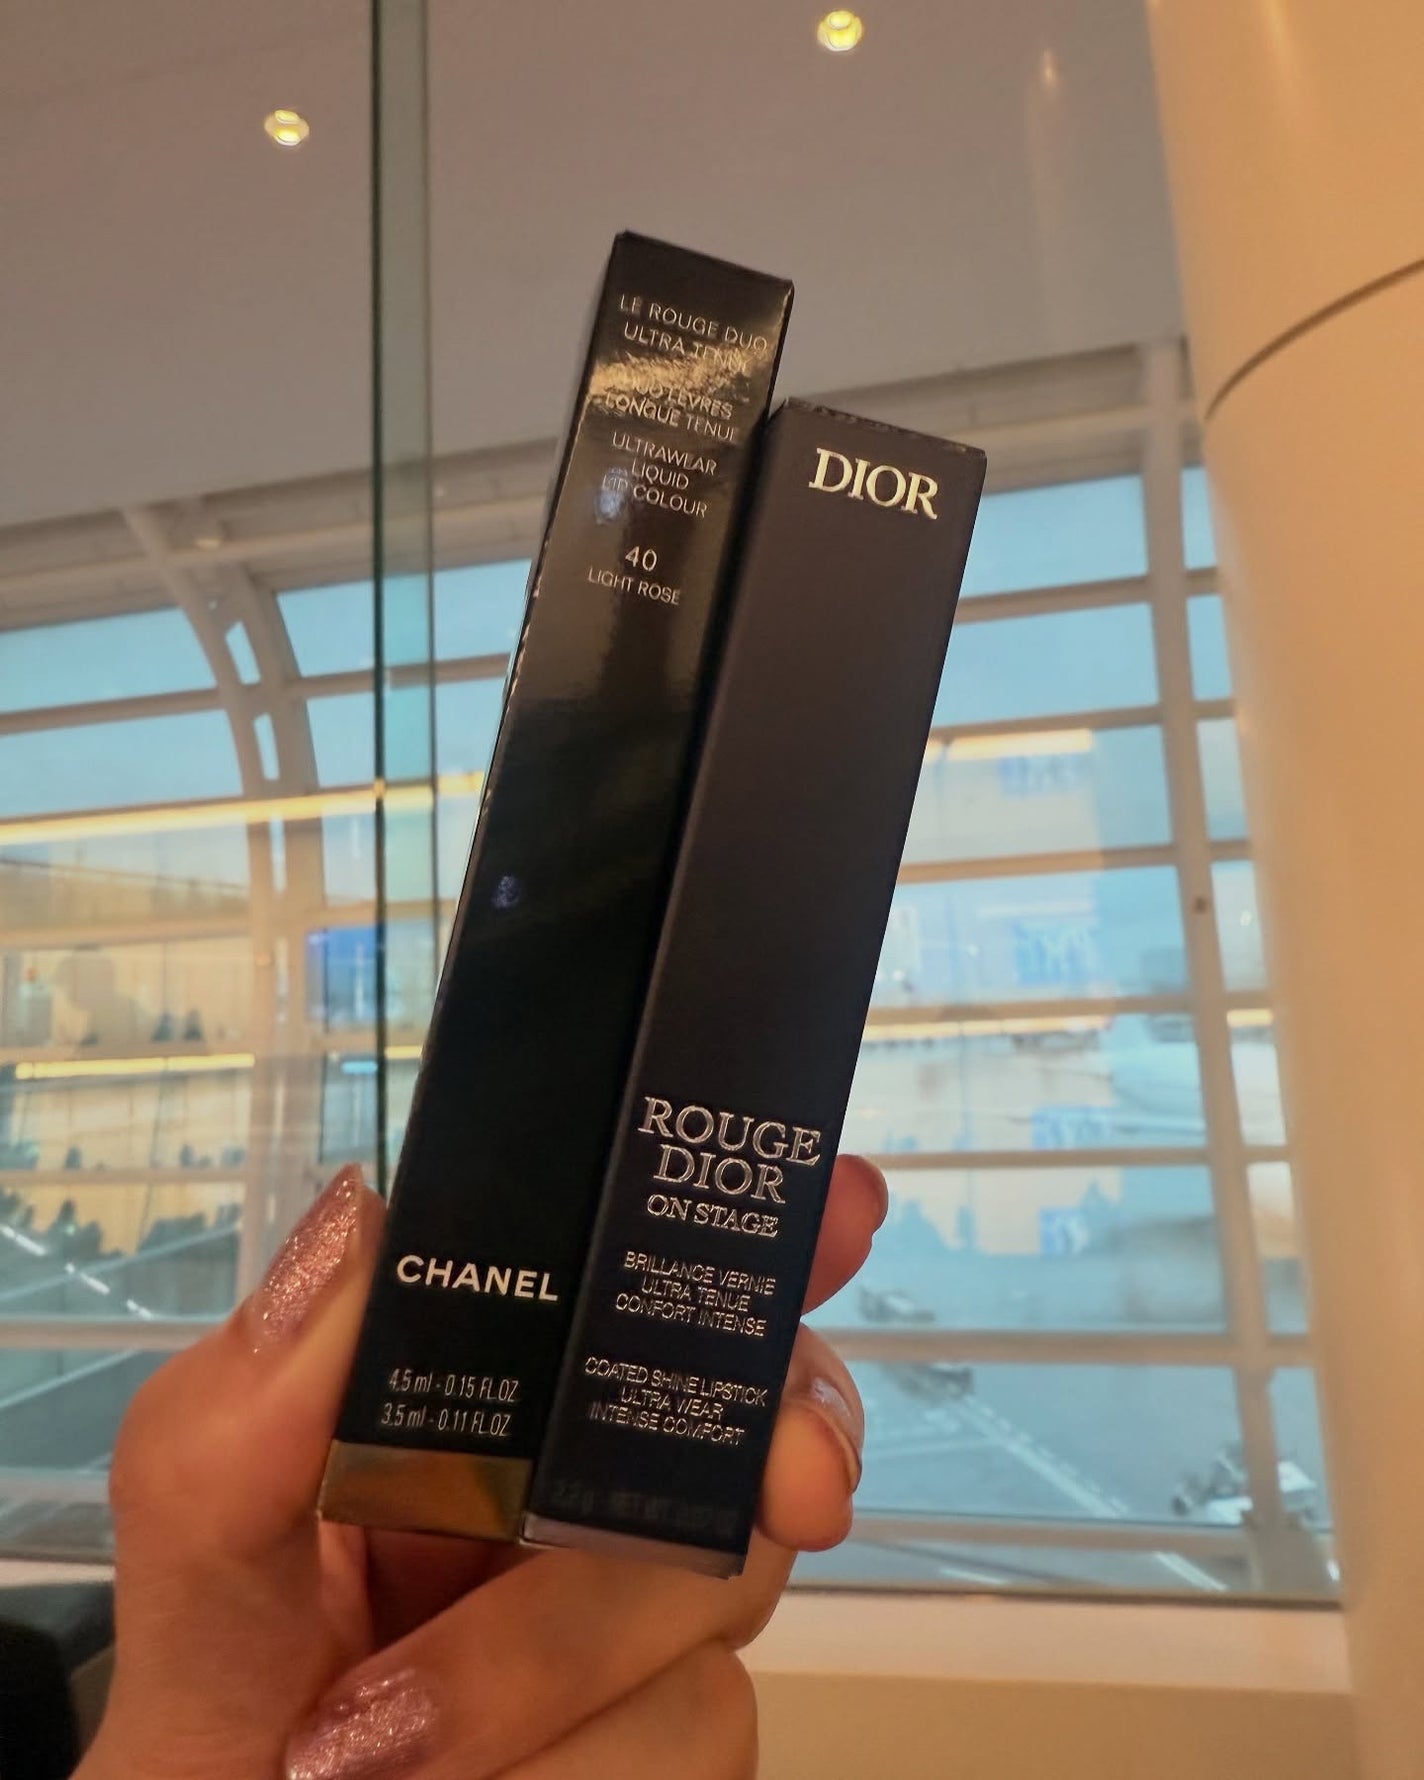 LE ROUGE DUO
ULTRA TENUE
DUO LÈVRES
LONGUE TENUE
ULTRAWEAR
LIQUID
LIP COLOUR
40
LIGHT ROSE
CHANEL
4.5 ml - 0.15 FL.OZ
3.5 ml - 0.11 FL.OZ
DIOR
ROUGE
DIOR
ON STAGE
BRILLANCE VERNIE
ULTRA TENUE
CONFORT INTENSE
COATED SHINE LIPSTICK
ULTRA WEAR
INTENSE COMFORT